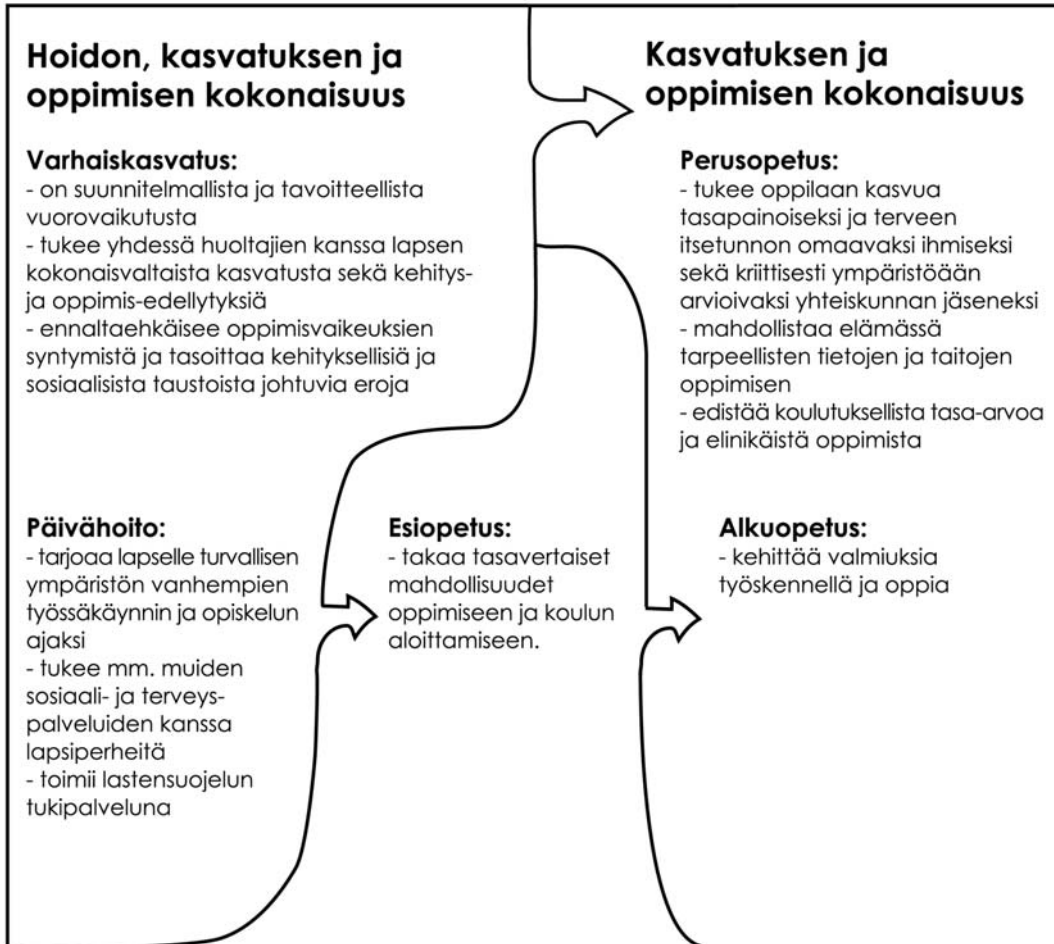 Hoidon, kasvatuksen ja
oppimisen kokonaisuus
Varhaiskasvatus:
- on suunnitelmallista ja tavoitteellista
vuorovaikutusta
- tukee yhdessä huoltajien kanssa lapsen
kokonaisvaltaista kasvatusta sekä kehitys-
ja oppimis-edellytyksiä
- ennaltaehkäisee oppimisvaikeuksien
syntymistä ja tasoittaa kehityksellisiä ja
sosiaalisista taustoista johtuvia eroja
Kasvatuksen ja
oppimisen kokonaisuus
Perusopetus:
- tukee oppilaan kasvua
tasapainoiseksi ja terveen
itsetunnon omaavaksi ihmiseksi
sekä kriittisesti ympäristöään
arvioivaksi yhteiskunnan jäseneksi
- mahdollistaa elämässä
tarpeellisten tietojen ja taitojen
oppimisen
- edistää koulutuksellista tasa-arvoa
ja elinikäistä oppimista
Päivähoito:
- tarjoaa lapselle turvallisen
ympäristön vanhempien
työssäkäynnin ja opiskelun
ajaksi
- tukee mm. muiden
sosiaali- ja terveys-
palveluiden kanssa
lapsiperheitä
- toimii lastensuojelun
tukipalveluna
Esiopetus:
- takaa tasavertaiset
mahdollisuudet
oppimiseen ja koulun
aloittamiseen.
Alkuopetus:
- kehittää valmiuksia
työskennellä ja oppia